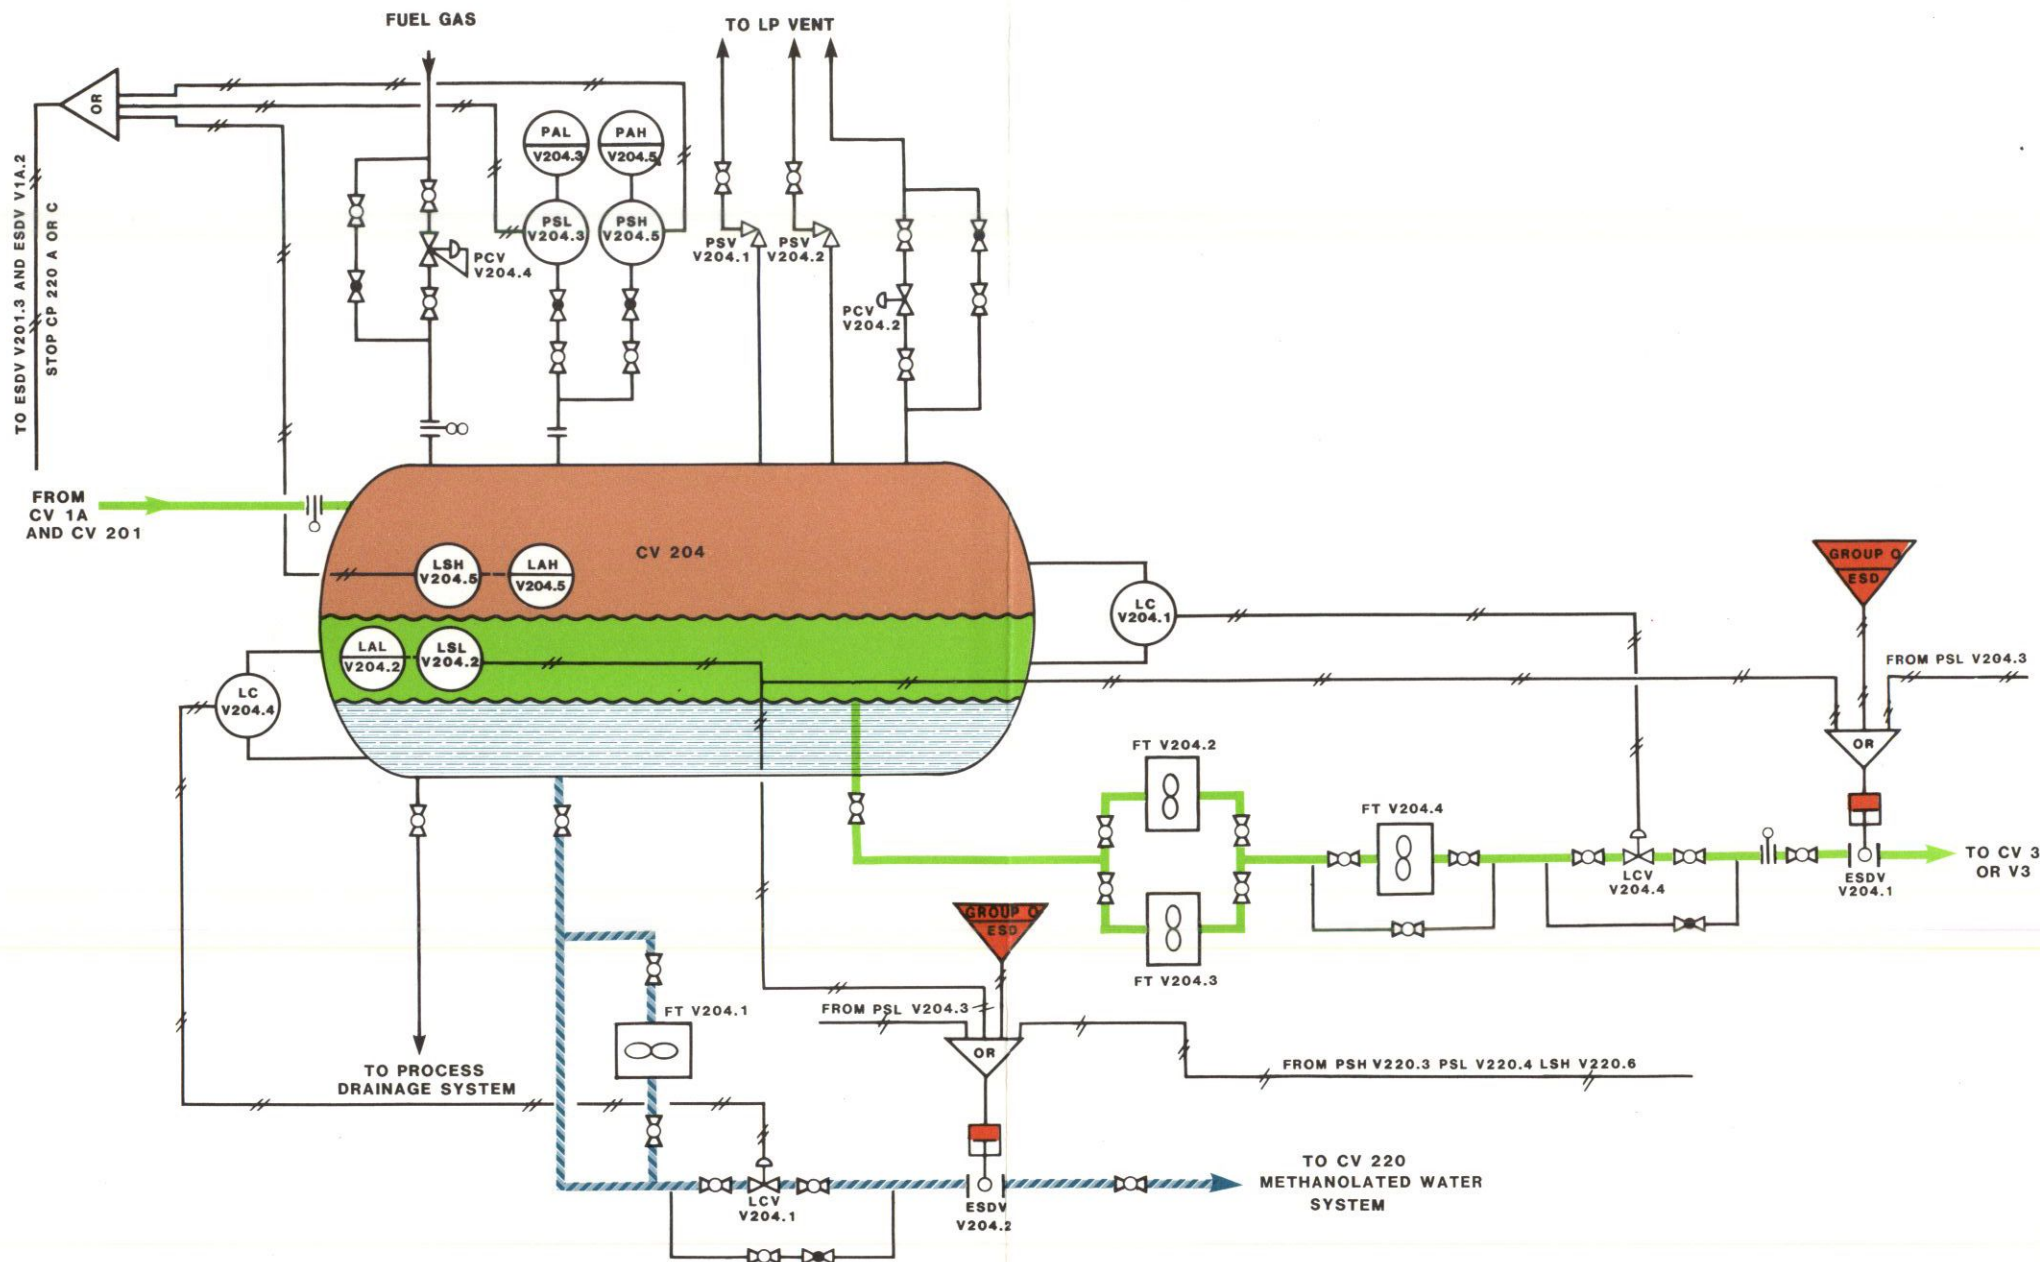 FUEL GAS
TO LP VENT
OR
PAL
V204.3
PAH
V204.5
PSL
V204.3
PSH
V204.5
PCV
V204.4
PSV
V204.1
PSV
V204.2
PCV
V204.2
TO ESDV V201.3 AND ESDV V1A.2
STOP CP 220 A OR C
FROM
CV 1A
AND CV 201
CV 204
LSH
V204.5
LAH
V204.5
LAL
V204.2
LSL
V204.2
LC
V204.4
LC
V204.1
GROUP O
ESD
FROM PSL V204.3
OR
FT V204.2
FT V204.4
FT V204.3
LCV
V204.4
ESDV
V204.1
TO CV 3
OR V3
GROUP O
ESD
FROM PSL V204.3
OR
FROM PSH V220.3 PSL V220.4 LSH V220.6
FT V204.1
TO PROCESS
DRAINAGE SYSTEM
LCV
V204.1
ESDV
V204.2
TO CV 220
METHANOLATED WATER
SYSTEM